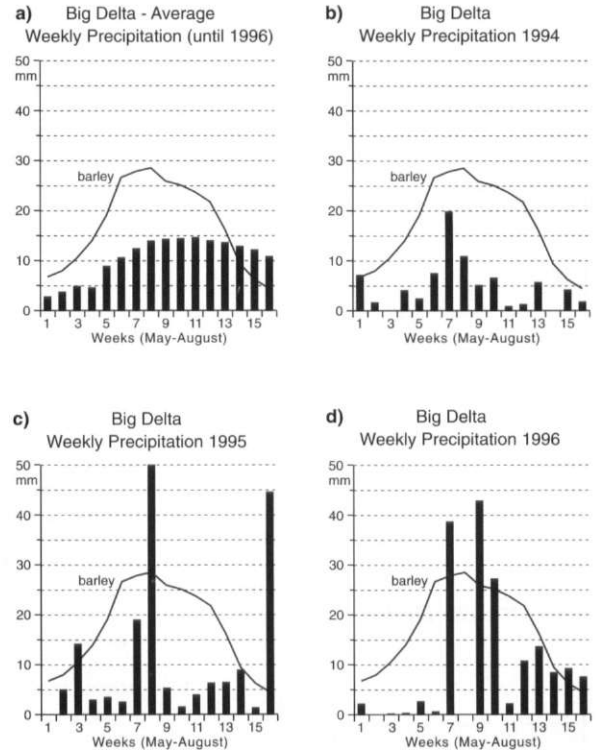 a) Big Delta - Average
Weekly Precipitation (until 1996)
50
mm
40
30
barley
20
10
0
1 3 5 7 9 11 13 15
Weeks (May-August)
b) Big Delta
Weekly Precipitation 1994
50
mm
40
30
barley
20
10
0
1 3 5 7 9 11 13 15
Weeks (May-August)
c) Big Delta
Weekly Precipitation 1995
50
mm
40
30
barley
20
10
0
1 3 5 7 9 11 13 15
Weeks (May-August)
d) Big Delta
Weekly Precipitation 1996
50
mm
40
30
barley
20
10
0
1 3 5 7 9 11 13 15
Weeks (May-August)